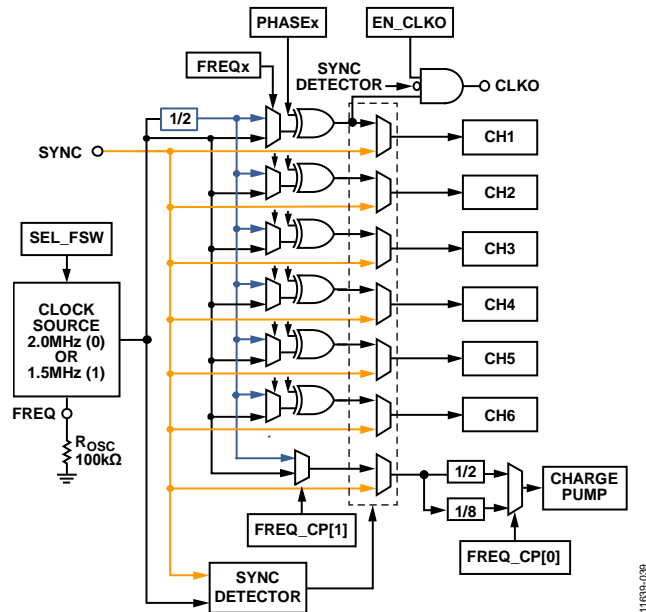 PHASEx
EN_CLKO
FREQx
SYNC
DETECTOR
CLKO
1/2
SYNC
CH1
CH2
SEL_FSW
CH3
CLOCK
SOURCE
2.0MHz (0)
OR
1.5MHz (1)
CH4
CH5
FREQ
CH6
ROSC
100kΩ
1/2
1/8
CHARGE
PUMP
FREQ_CP[1]
FREQ_CP[0]
SYNC
DETECTOR
11639-039